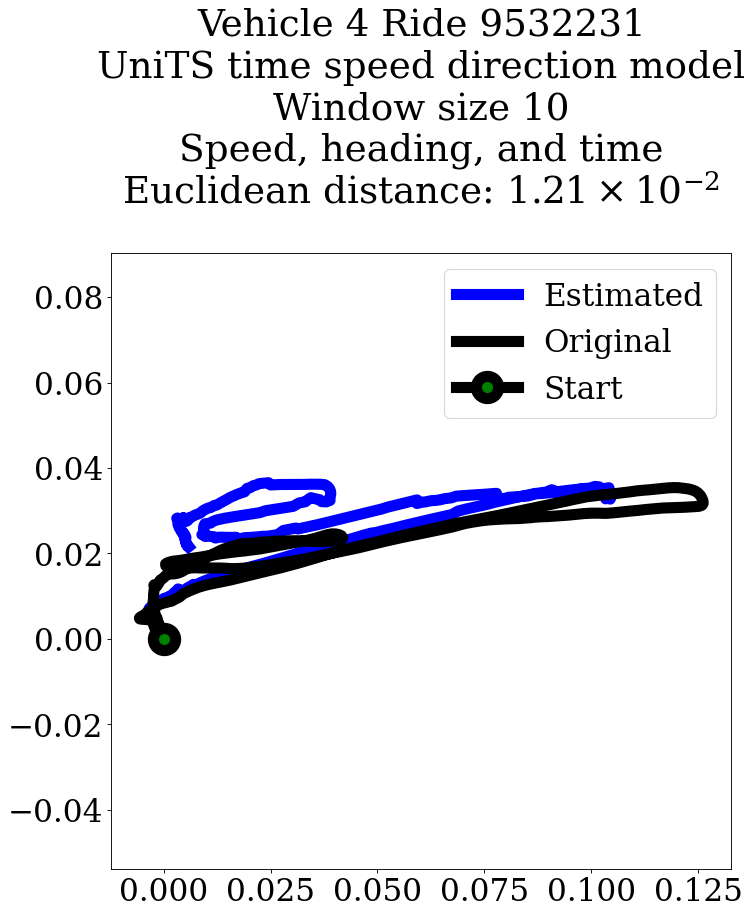 Vehicle 4 Ride 9532231
UniTS time speed direction model
Window size 10
Speed, heading, and time
Euclidean distance: 1.21 × 10⁻²
Estimated
Original
Start
0.08
0.06
0.04
0.02
0.00
−0.02
−0.04
0.000 0.025 0.050 0.075 0.100 0.125